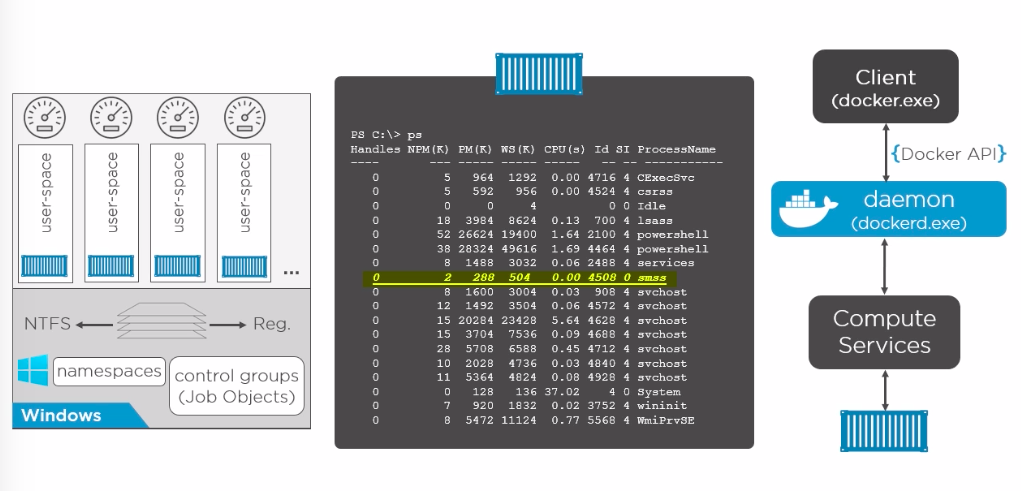 user-space
user-space
user-space
user-space
...
NTFS
Reg.
namespaces
control groups
(Job Objects)
Windows
PS C:\> ps
Handles NPM(K) PM(K) WS(K) CPU(s) Id SI ProcessName
---- --- ----- ----- ----- -- -- -----------
0 5 964 1292 0.00 4716 4 CExecSvc
0 5 592 956 0.00 4524 4 csrss
0 0 0 4 0 0 Idle
0 18 3984 8624 0.13 700 4 lsass
0 52 26624 19400 1.64 2100 4 powershell
0 38 28324 49616 1.69 4464 4 powershell
0 8 1488 3032 0.06 2488 4 services
0 2 288 504 0.00 4508 0 smss
0 8 1600 3004 0.03 908 4 svchost
0 12 1492 3504 0.06 4572 4 svchost
0 15 20284 23428 5.64 4628 4 svchost
0 15 3704 7536 0.09 4688 4 svchost
0 28 5708 6588 0.45 4712 4 svchost
0 10 2028 4736 0.03 4840 4 svchost
0 11 5364 4824 0.08 4928 4 svchost
0 0 128 136 37.02 4 0 System
0 7 920 1832 0.02 3752 4 wininit
0 8 5472 11124 0.77 5568 4 WmiPrvSE
Client
(docker.exe)
{Docker API}
daemon
(dockerd.exe)
Compute
Services